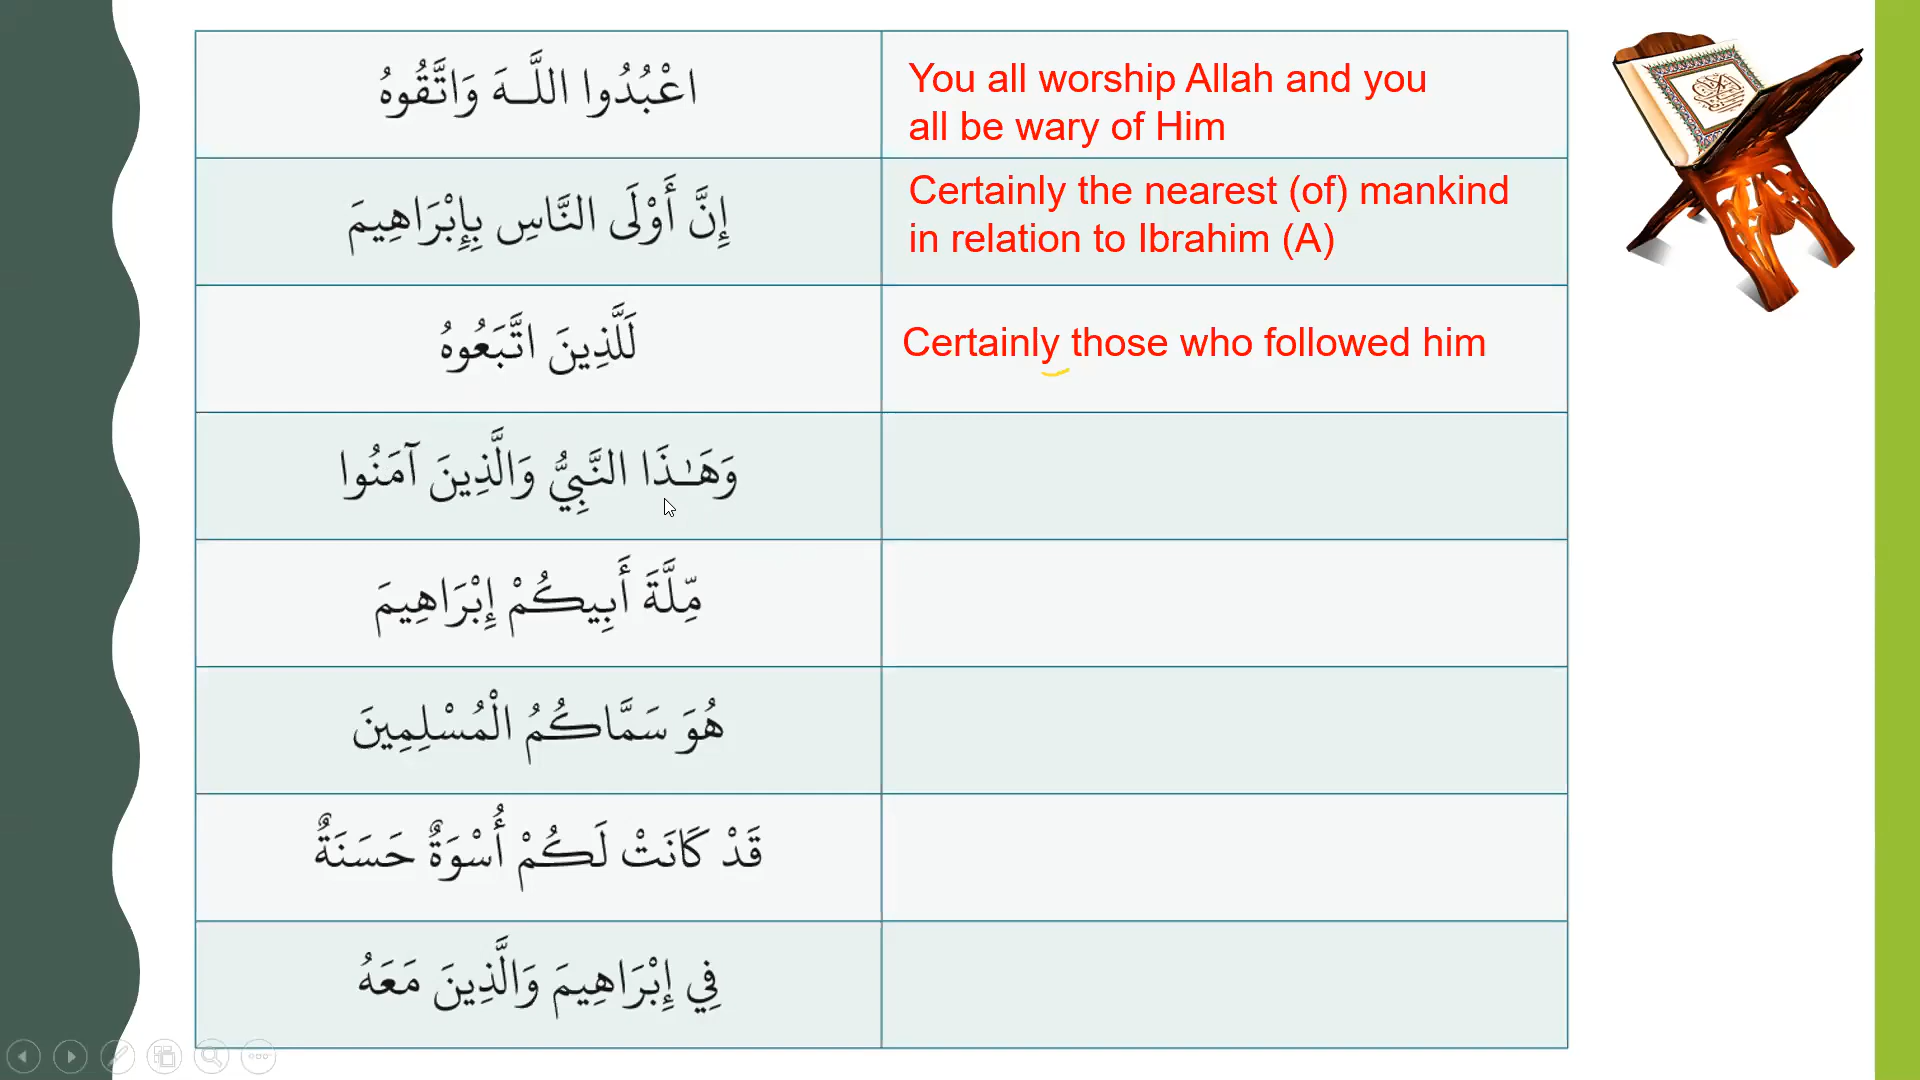 اعْبُدُوا اللَّـهَ وَاتَّقُوهُ
You all worship Allah and you
all be wary of Him
إِنَّ أَوْلَى النَّاسِ بِإِبْرَاهِيمَ
Certainly the nearest (of) mankind
in relation to Ibrahim (A)
لَلَّذِينَ اتَّبَعُوهُ
Certainly those who followed him
وَهَـٰذَا النَّبِيُّ وَالَّذِينَ آمَنُوا
مِّلَّةَ أَبِيكُمْ إِبْرَاهِيمَ
هُوَ سَمَّاكُمُ الْمُسْلِمِينَ
قَدْ كَانَتْ لَكُمْ أُسْوَةٌ حَسَنَةٌ
فِي إِبْرَاهِيمَ وَالَّذِينَ مَعَهُ